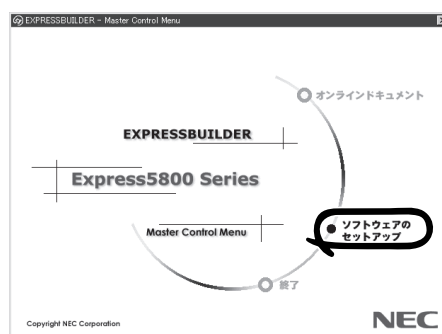 EXPRESSBUILDER - Master Control Menu
オンラインドキュメント
EXPRESSBUILDER
Express5800 Series
Master Control Menu
ソフトウェアの
セットアップ
終了
Copyright NEC Corporation
NEC